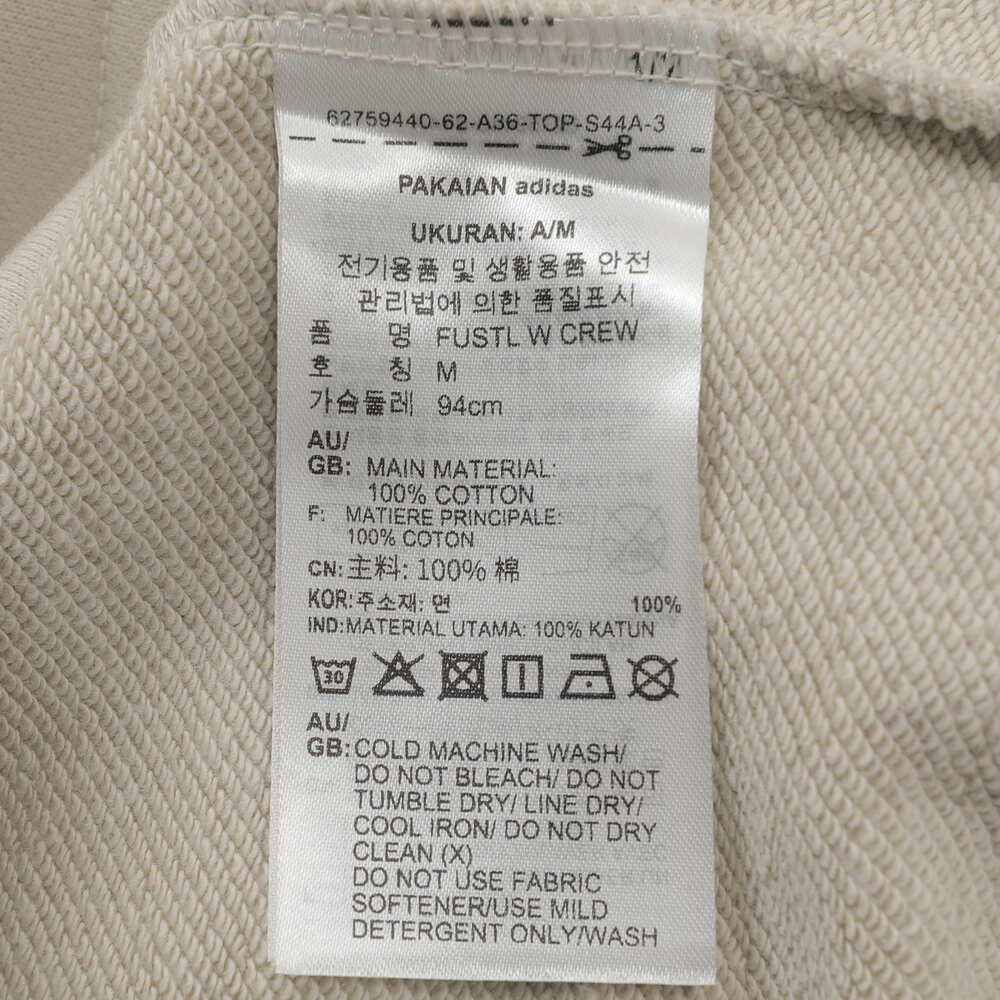 1/7
62759440-62-A36-TOP-S44A-3
PAKAIAN adidas
UKURAN: A/M
전기용품 및 생활용품 안전
관리법에 의한 품질표시
품 명 FUSTL W CREW
호 칭 M
가슴둘레 94cm
AU/
GB: MAIN MATERIAL:
100% COTTON
F: MATIERE PRINCIPALE:
100% COTON
CN: 主料: 100% 棉
KOR: 주소재: 면 100%
IND: MATERIAL UTAMA: 100% KATUN
30
AU/
GB: COLD MACHINE WASH/
DO NOT BLEACH/ DO NOT
TUMBLE DRY/ LINE DRY/
COOL IRON/ DO NOT DRY
CLEAN (X)
DO NOT USE FABRIC
SOFTENER/USE MILD
DETERGENT ONLY/WASH